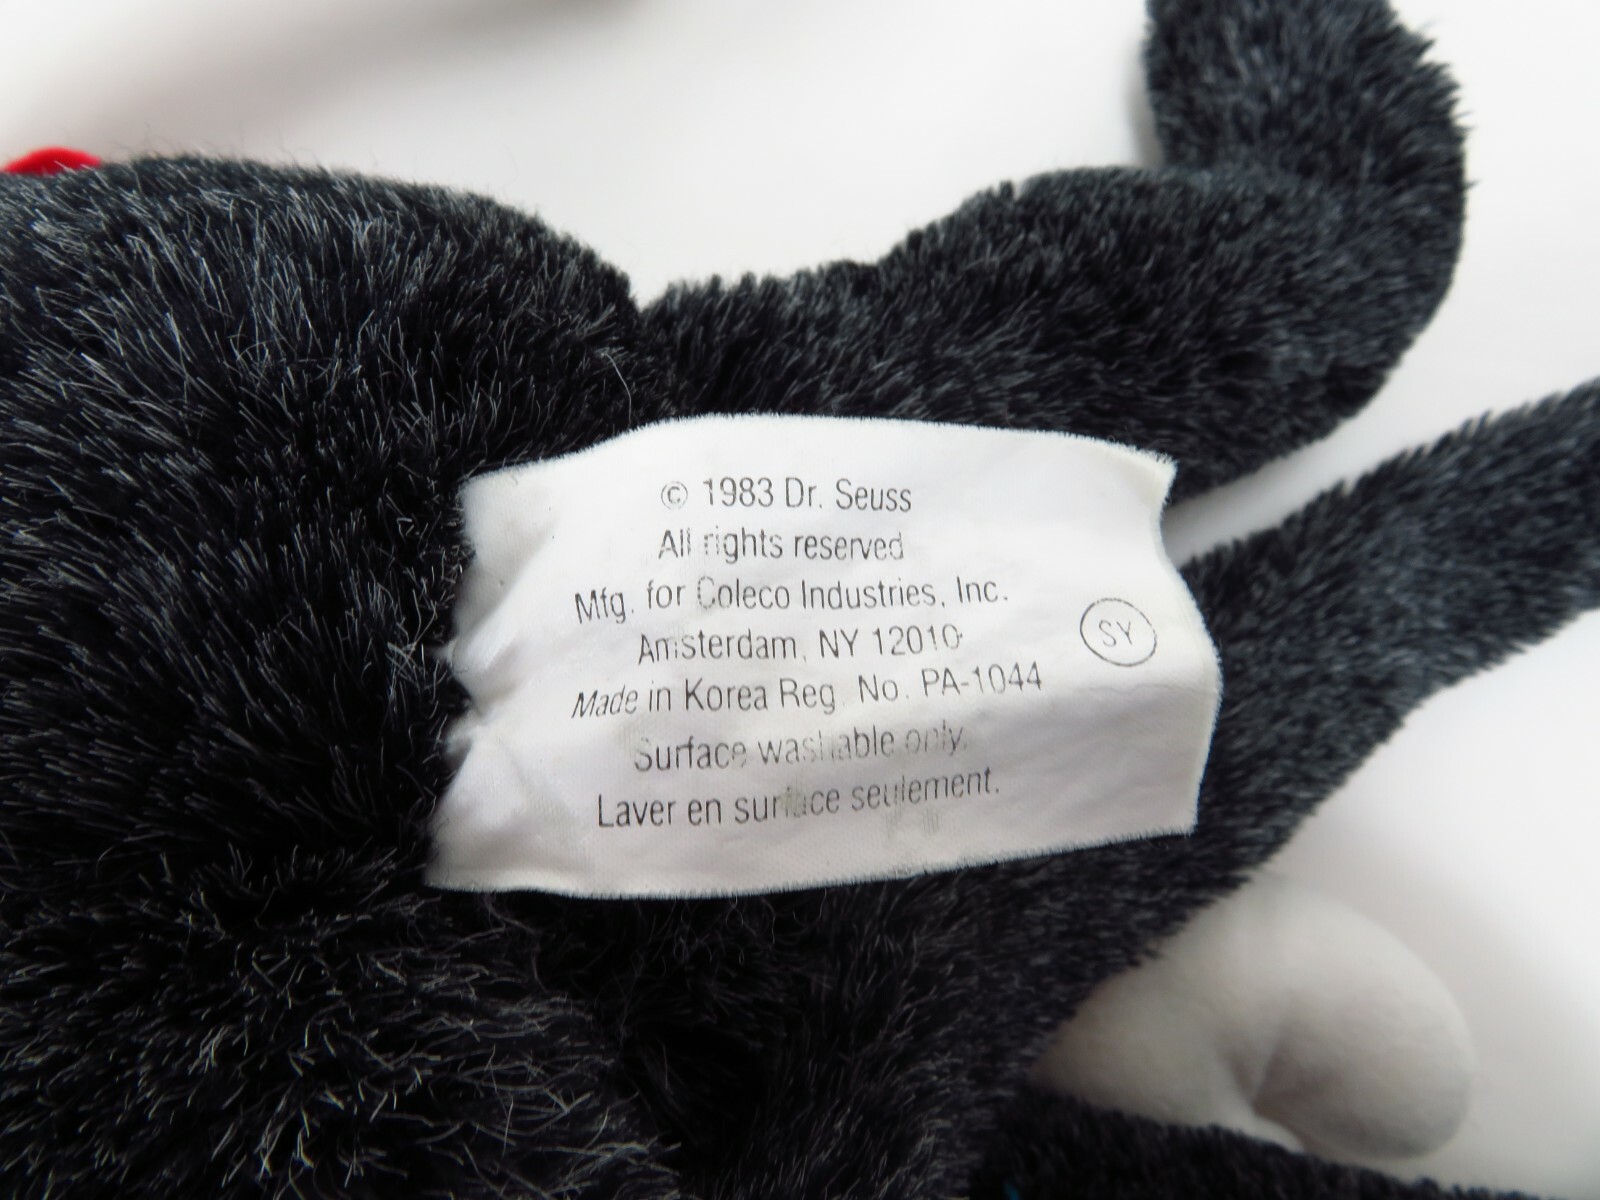 © 1983 Dr. Seuss
All rights reserved
Mfg. for Coleco Industries, Inc.
Amsterdam, NY 12010
SY
Made in Korea Reg. No. PA-1044
Surface washable only.
Laver en surface seulement.